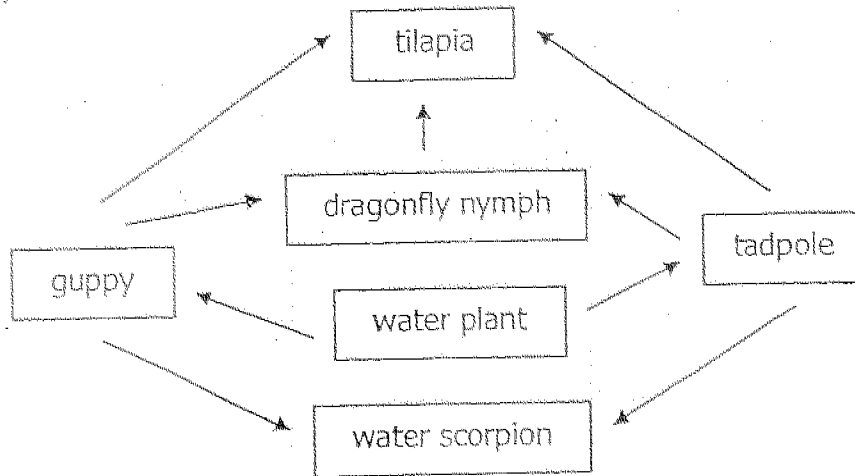 tilapia
dragonfly nymph
tadpole
guppy
water plant
water scorpion